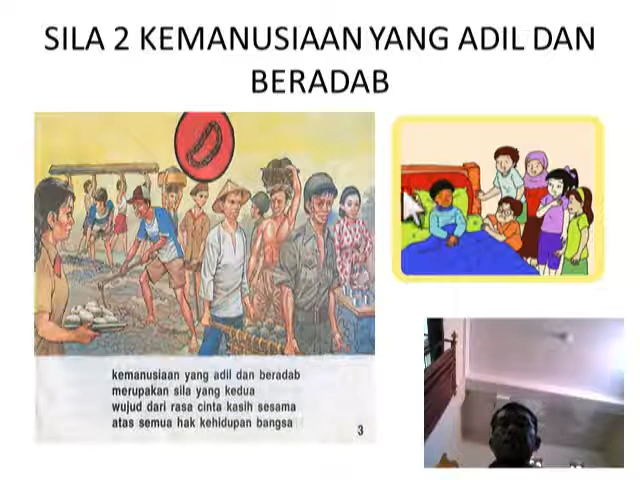 SILA 2 KEMANUSIAAN YANG ADIL DAN
BERADAB
kemanusiaan yang adil dan beradab
merupakan sila yang kedua
wujud dari rasa cinta kasih sesama
atas semua hak kehidupan bangsa
3